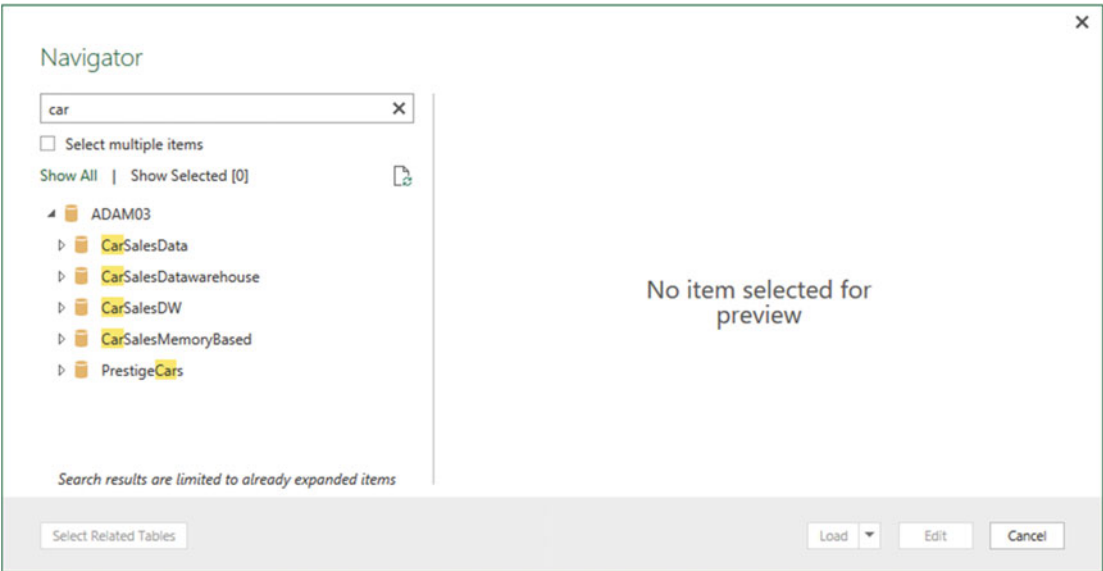 Navigator
car
Select multiple items
Show All | Show Selected [0]
ADAM03
CarSalesData
CarSalesDatawarehouse
CarSalesDW
CarSalesMemoryBased
PrestigeCars
Search results are limited to already expanded items
No item selected for
preview
Select Related Tables
Load
Edit
Cancel